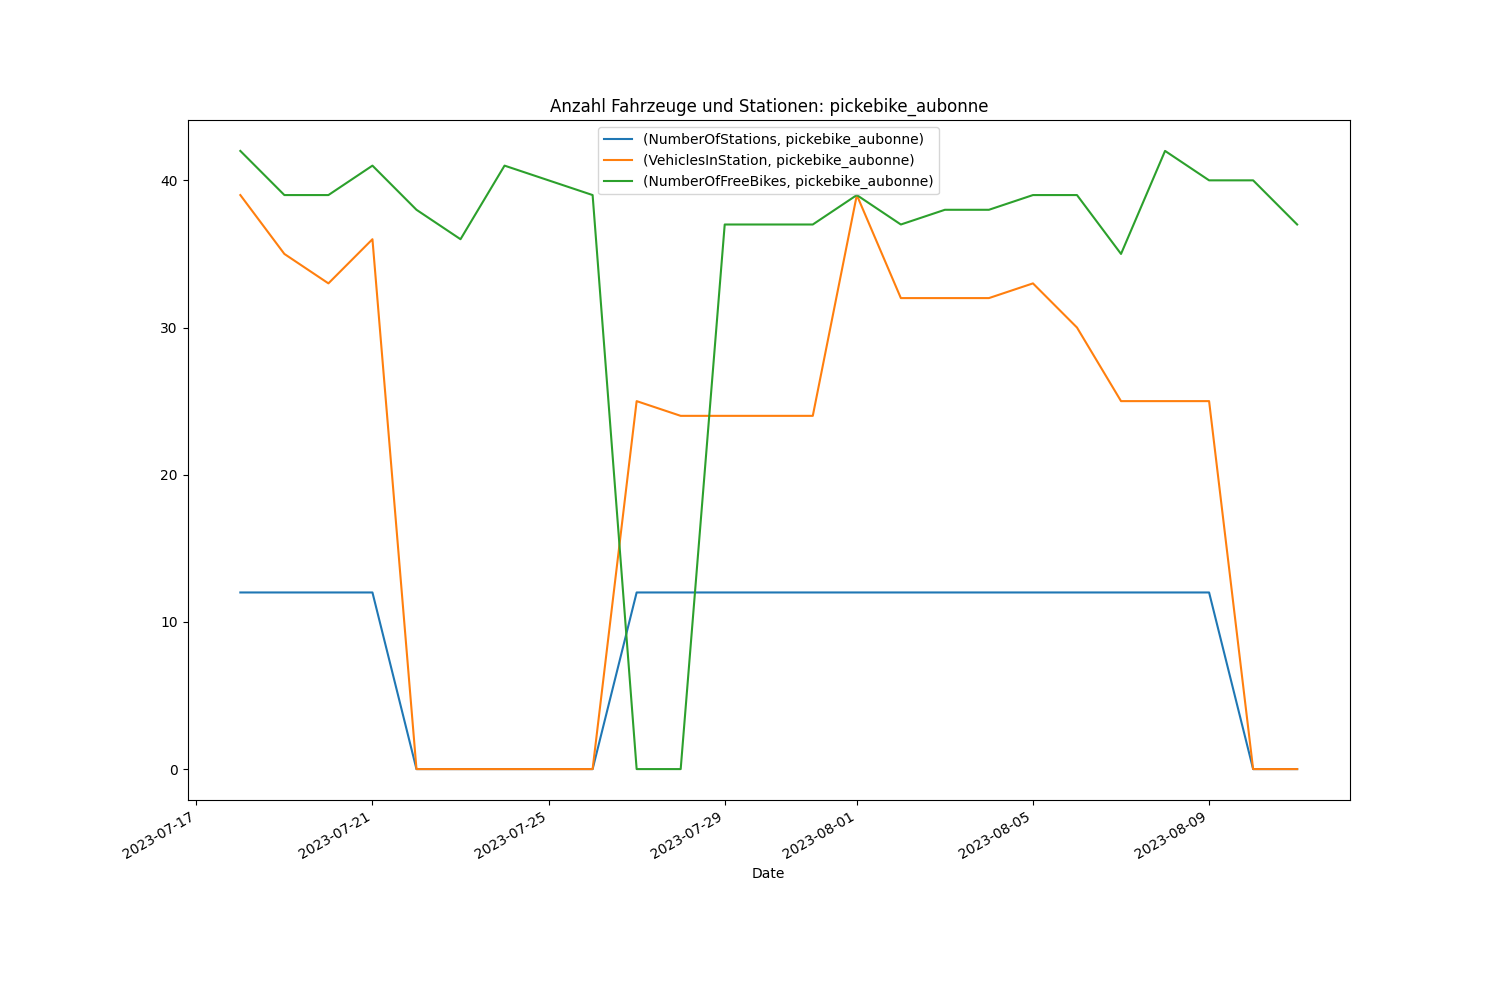 Anzahl Fahrzeuge und Stationen: pickebike_aubonne
(NumberOfStations, pickebike_aubonne)
(VehiclesInStation, pickebike_aubonne)
(NumberOfFreeBikes, pickebike_aubonne)
40
30
20
10
0
2023-07-17
2023-07-21
2023-07-25
2023-07-29
2023-08-01
2023-08-05
2023-08-09
Date